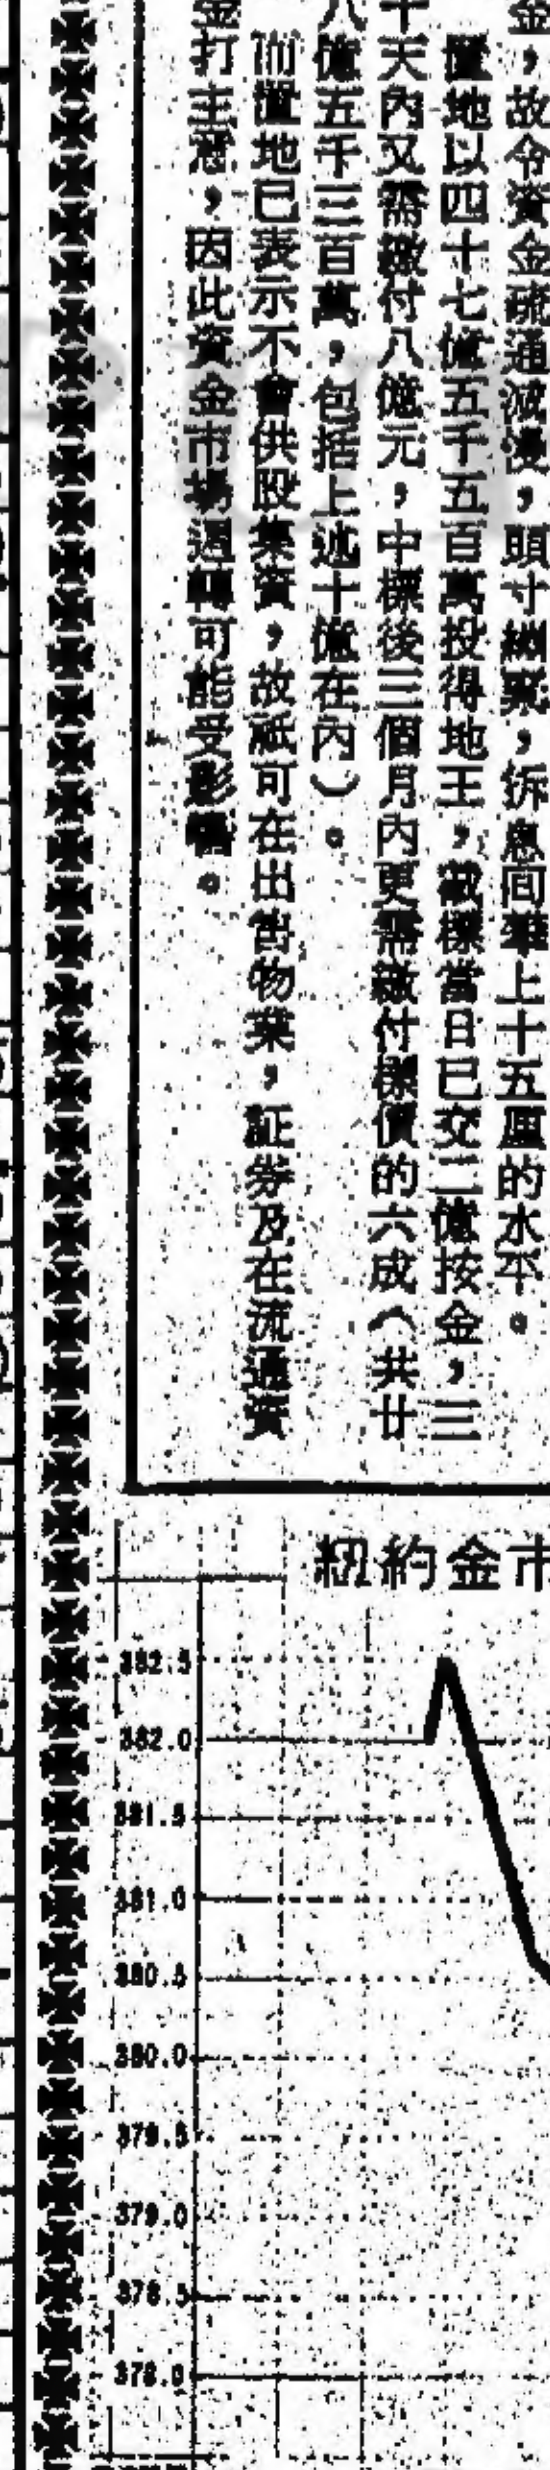 金，故令資金疏通減慢，頭寸綳緊，拆息回舉上十五厘的水平。
置地以四十七億五千五百萬投得地王，截標當日已交二億按金，三
十天內又需繳付八億元，中標後三個月內更需繳付標價的六成（共廿
八億五千三百萬，包括上述十億在內）。
而置地已表示不會供股集資，故祇可在出售物業，証券及在流通資
金打主意，因此資金市場週轉可能受影響。
紐約金市
382.5
382.0
381.5
381.0
380.5
380.0
379.5
379.0
378.5
378.0